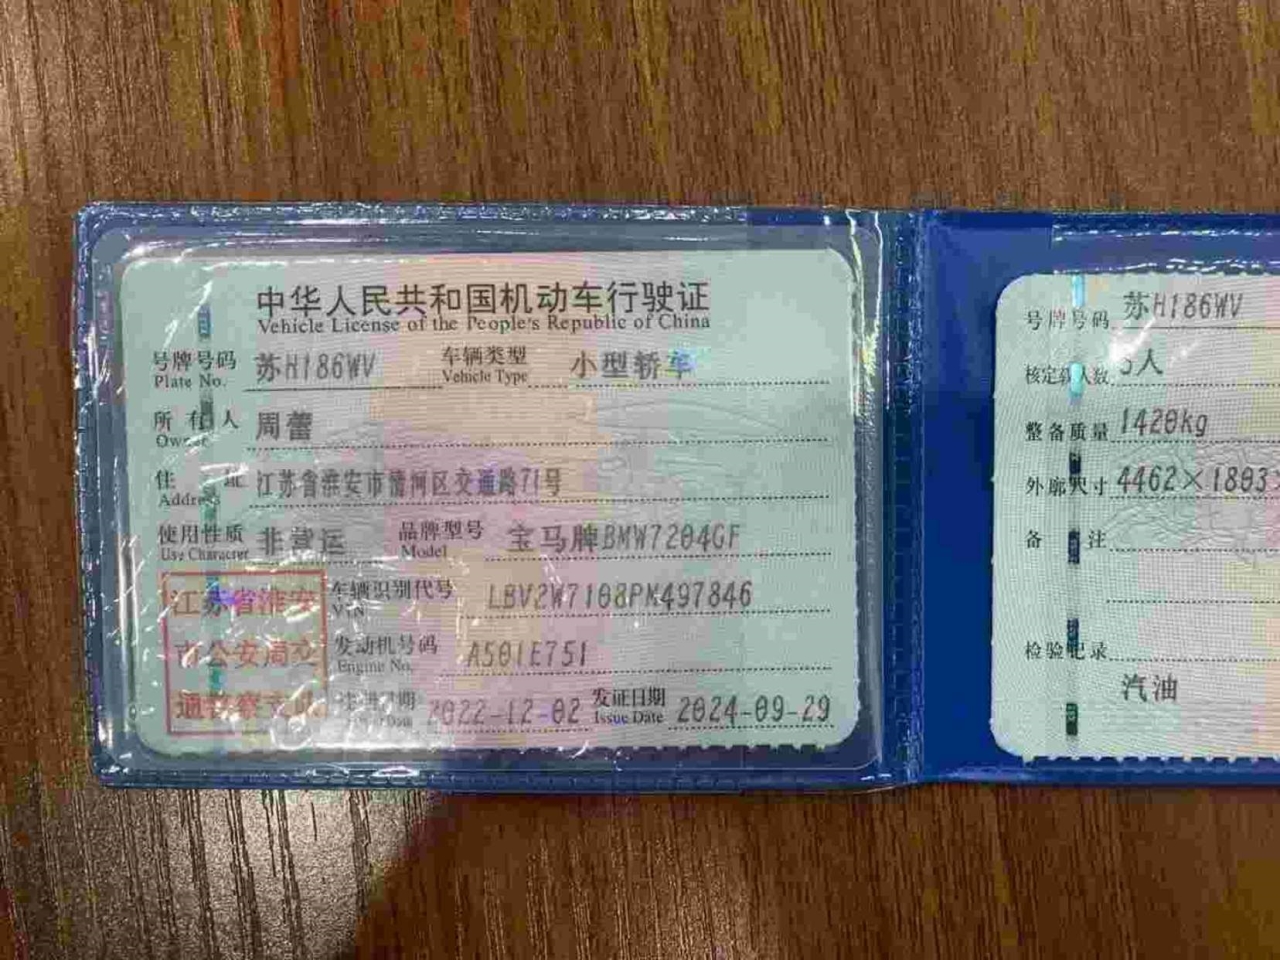 中华人民共和国机动车行驶证
Vehicle License of the People's Republic of China
号牌号码 苏H186WV 车辆类型 小型轿车
Plate No. Vehicle Type
所有人 周蕾
Owner
住 址 江苏省淮安市清河区交通路71号
Address
使用性质 非营运 品牌型号 宝马牌BMW7204GF
Use Character Model
江苏省淮安
市公安局交
通警察支队
车辆识别代号 LBV2W7108PK497846
VIN
发动机号码 A501E751
Engine No.
注册日期 2022-12-02 发证日期 2024-09-29
Issue Date
号牌号码 苏H186WV
核定载人数 5人
整备质量 1420kg
外廓尺寸 4462×1803
备 注
检验记录
汽油